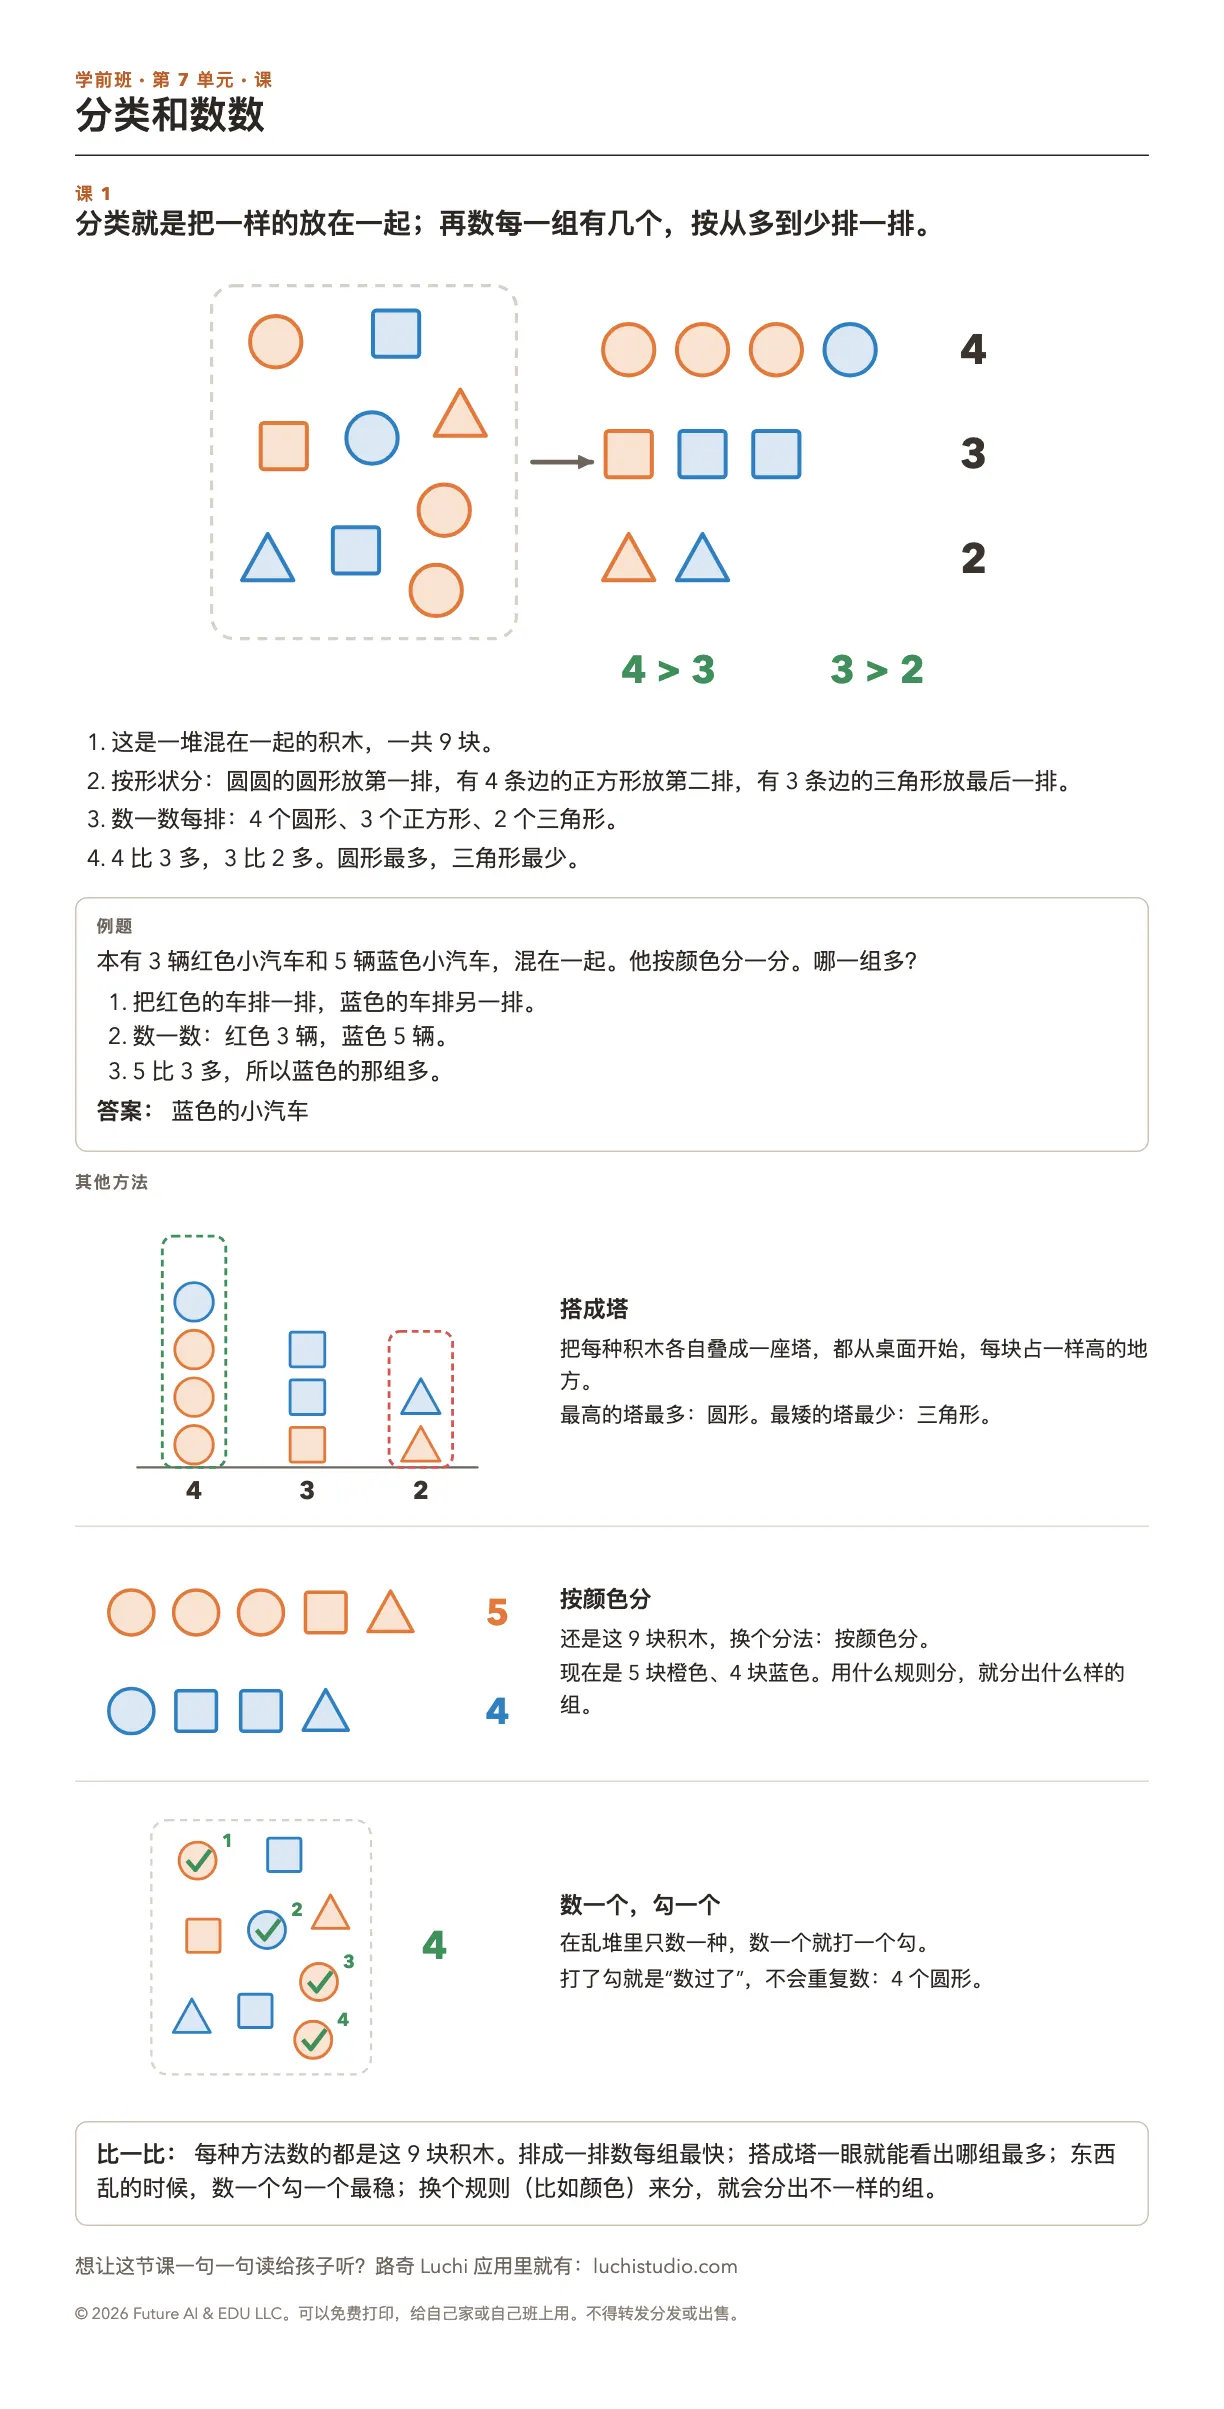 学前班 · 第 7 单元 · 课
分类和数数
课 1
分类就是把一样的放在一起；再数每一组有几个，按从多到少排一排。
4
3
2
4 > 3 3 > 2
1. 这是一堆混在一起的积木，一共 9 块。
2. 按形状分：圆圆的圆形放第一排，有 4 条边的正方形放第二排，有 3 条边的三角形放最后一排。
3. 数一数每排：4 个圆形、3 个正方形、2 个三角形。
4. 4 比 3 多，3 比 2 多。圆形最多，三角形最少。
例题
本有 3 辆红色小汽车和 5 辆蓝色小汽车，混在一起。他按颜色分一分。哪一组多？
1. 把红色的车排一排，蓝色的车排另一排。
2. 数一数：红色 3 辆，蓝色 5 辆。
3. 5 比 3 多，所以蓝色的那组多。
答案： 蓝色的小汽车
其他方法
4 3 2
搭成塔
把每种积木各自叠成一座塔，都从桌面开始，每块占一样高的地
方。
最高的塔最多：圆形。最矮的塔最少：三角形。
5
4
按颜色分
还是这 9 块积木，换个分法：按颜色分。
现在是 5 块橙色、4 块蓝色。用什么规则分，就分出什么样的
组。
1
2
3
4
4
数一个，勾一个
在乱堆里只数一种，数一个就打一个勾。
打了勾就是“数过了”，不会重复数：4 个圆形。
比一比： 每种方法数的都是这 9 块积木。排成一排数每组最快；搭成塔一眼就能看出哪组最多；东西
乱的时候，数一个勾一个最稳；换个规则（比如颜色）来分，就会分出不一样的组。
想让这节课一句一句读给孩子听？路奇 Luchi 应用里就有：luchistudio.com
© 2026 Future AI & EDU LLC。可以免费打印，给自己家或自己班上用。不得转发分发或出售。